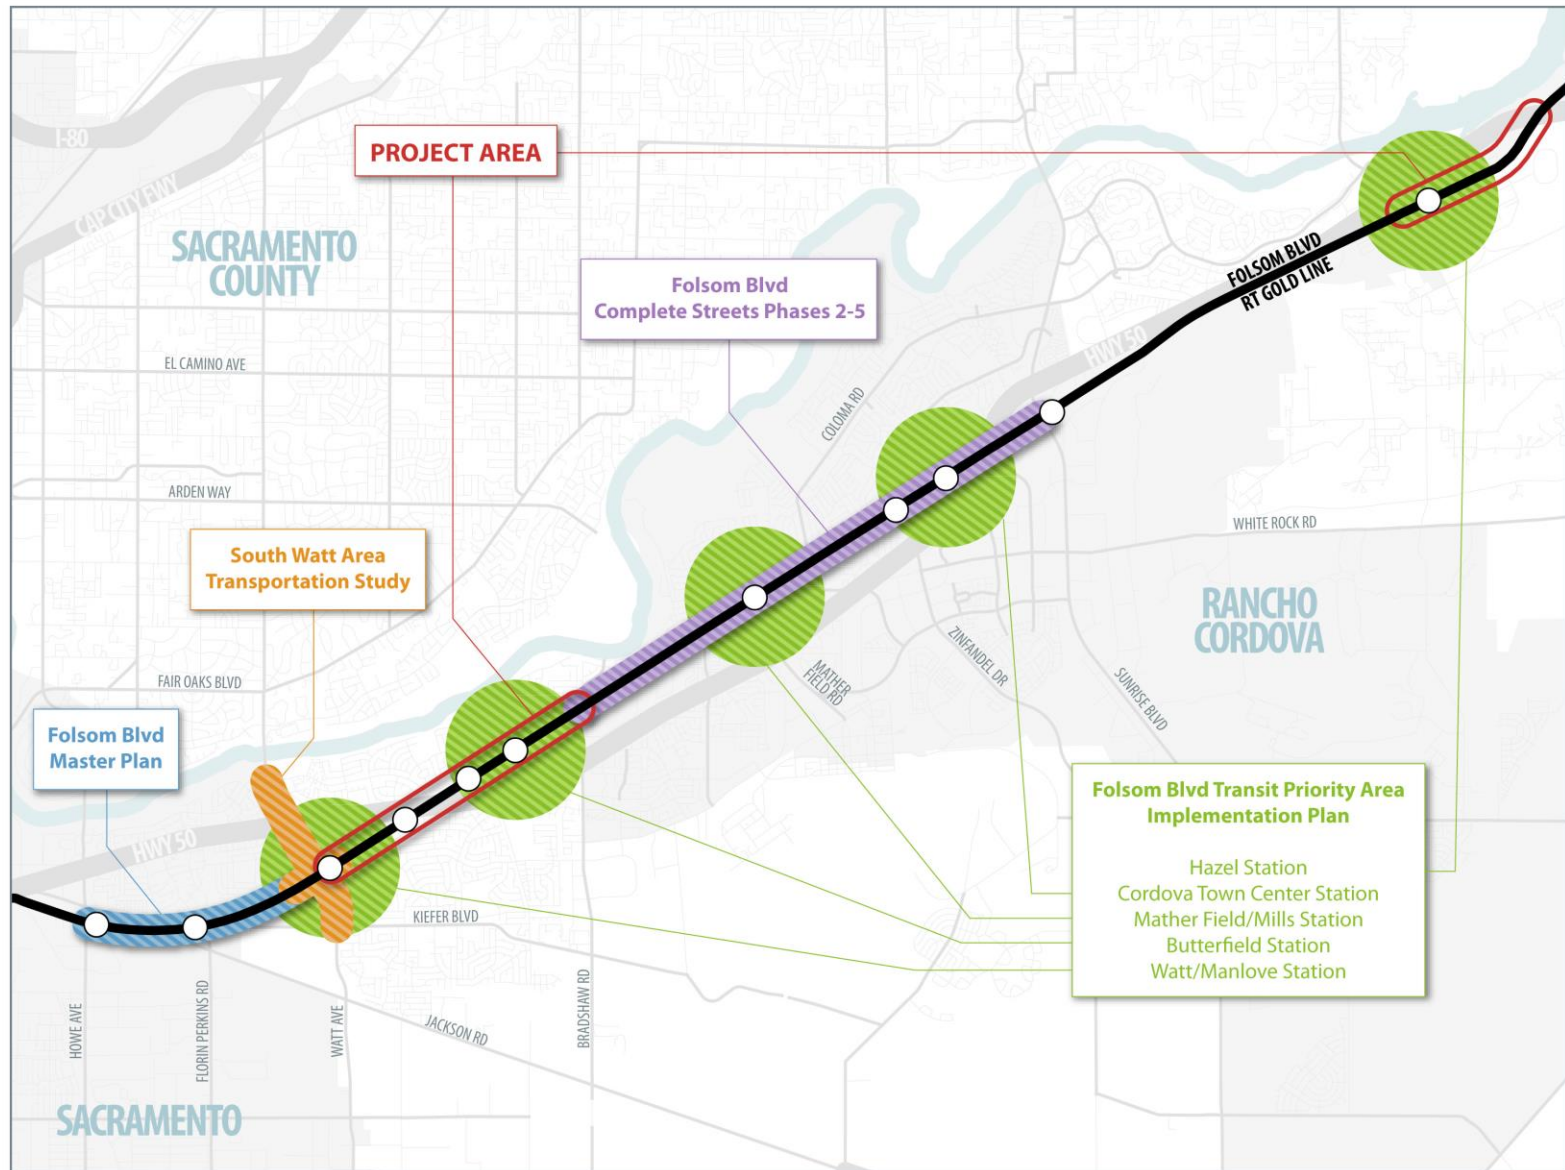 I-80
CAP CITY FWY
PROJECT AREA
SACRAMENTO
COUNTY
Folsom Blvd
Complete Streets Phases 2-5
FOLSOM BLVD
RT GOLD LINE
HWY 50
EL CAMINO AVE
COLOMA RD
ARDEN WAY
WHITE ROCK RD
South Watt Area
Transportation Study
RANCHO
CORDOVA
ZINFANDEL DR
MATHER
FIELD RD
SUNRISE BLVD
FAIR OAKS BLVD
Folsom Blvd
Master Plan
HWY 50
Folsom Blvd Transit Priority Area
Implementation Plan
Hazel Station
Cordova Town Center Station
Mather Field/Mills Station
Butterfield Station
Watt/Manlove Station
KIEFER BLVD
HOWE AVE
FLORIN PERKINS RD
WATT AVE
JACKSON RD
BRADSHAW RD
SACRAMENTO